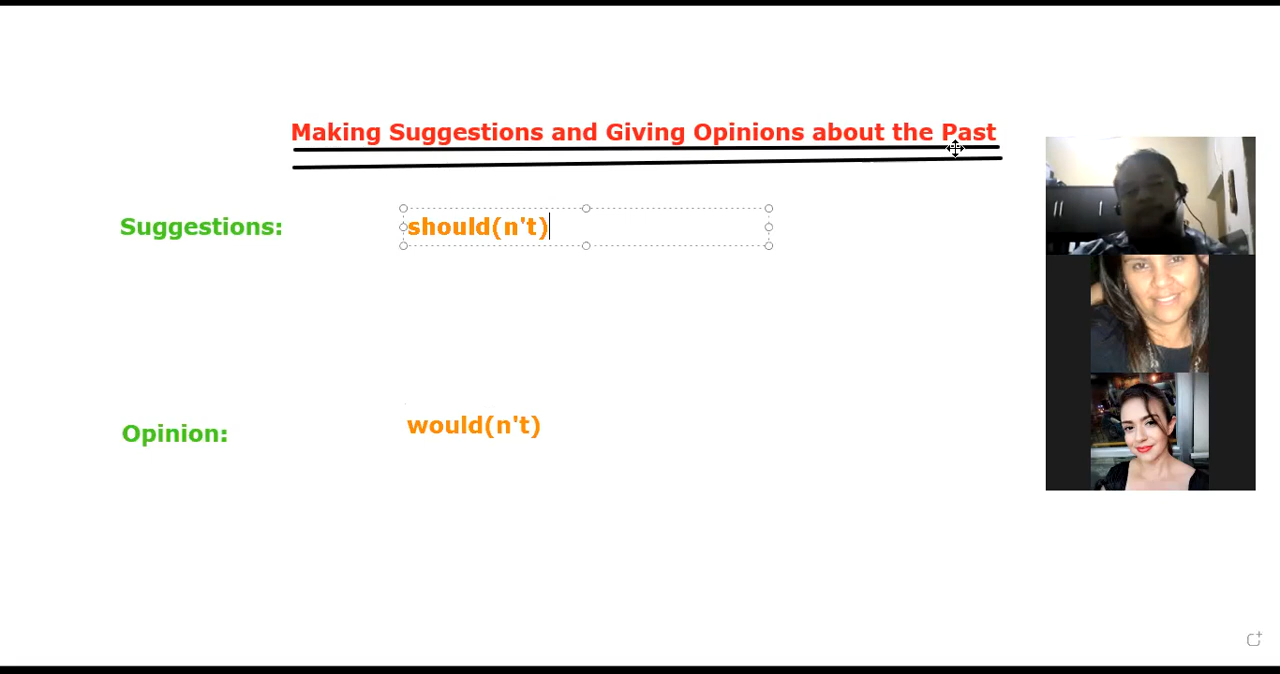 Making Suggestions and Giving Opinions about the Past
Suggestions:
should(n't)
Opinion:
would(n't)